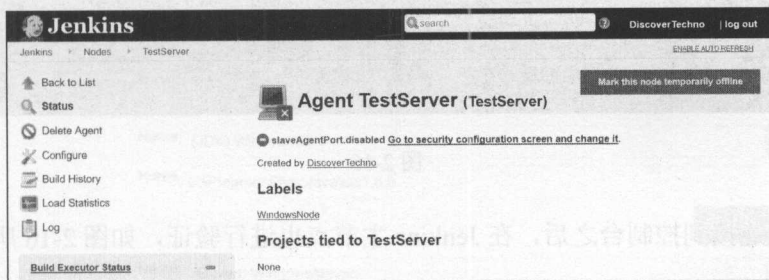 Jenkins
search
DiscoverTechno | log out
Jenkins Nodes TestServer
ENABLE AUTO REFRESH
Back to List
Status
Delete Agent
Configure
Build History
Load Statistics
Log
Build Executor Status
Mark this node temporarily offline
Agent TestServer (TestServer)
slaveAgentPort.disabled Go to security configuration screen and change it.
Created by DiscoverTechno
Labels
WindowsNode
Projects tied to TestServer
None